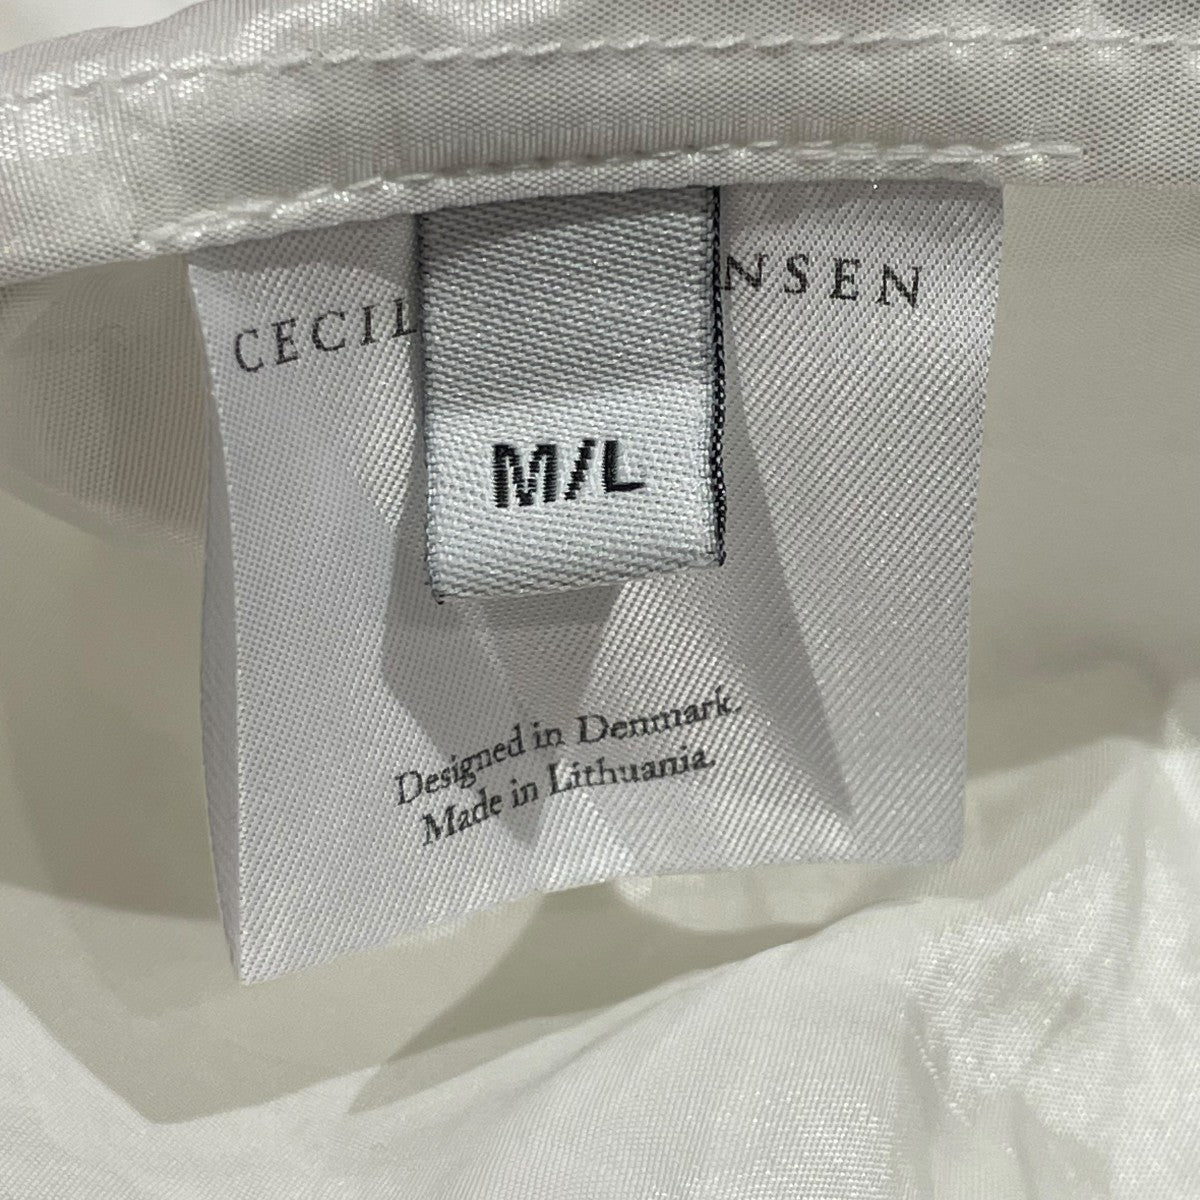 CECIL NSEN
M/L
Designed in Denmark.
Made in Lithuania.